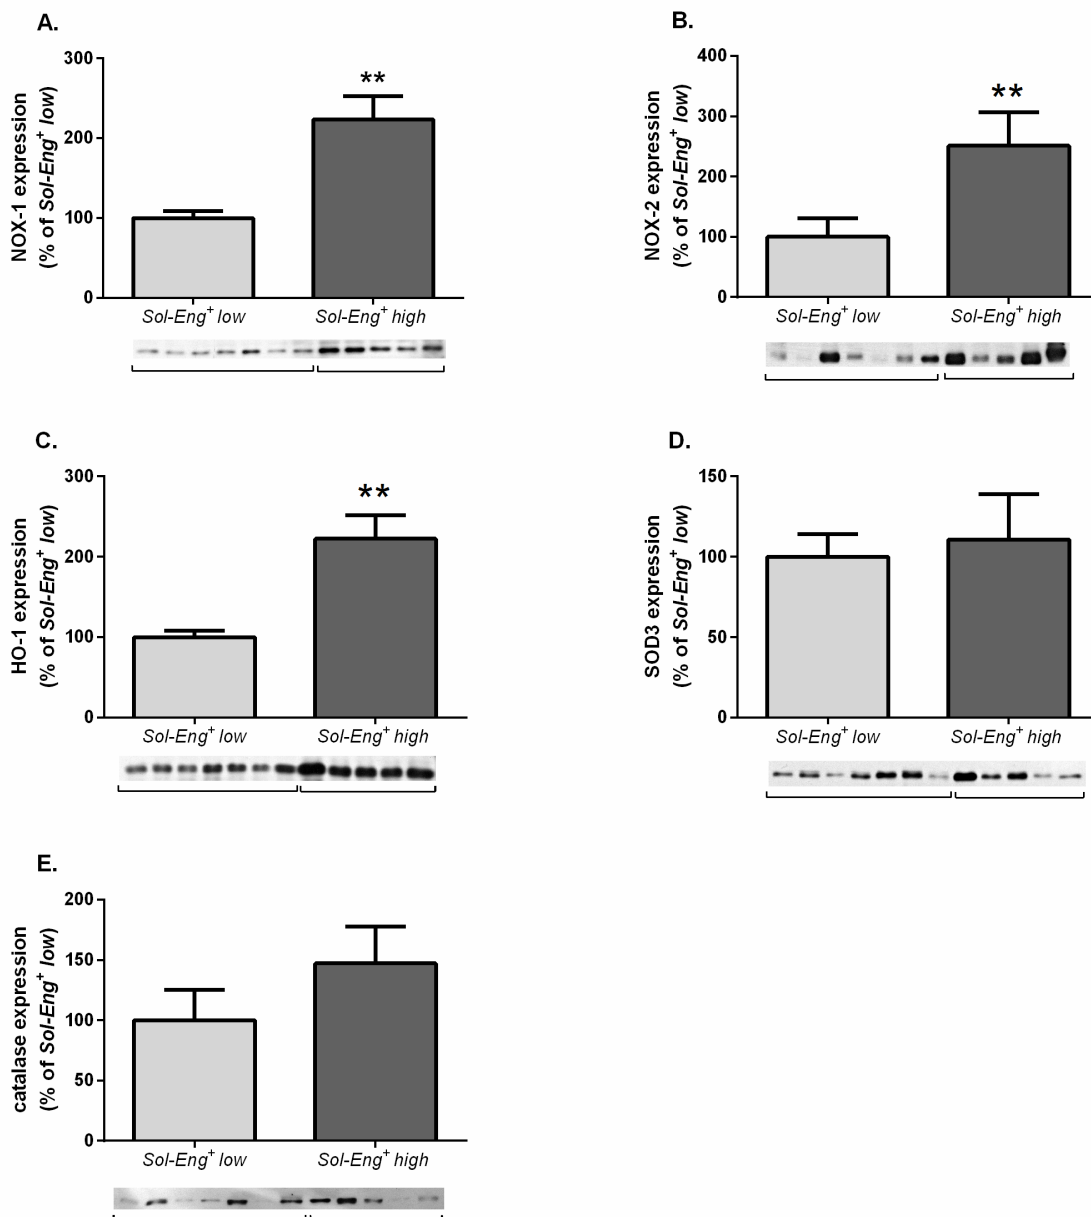 A.
NOX-1 expression
(% of Sol-Eng+ low)
300
200
100
0
**
Sol-Eng+ low
Sol-Eng+ high
B.
NOX-2 expression
(% of Sol-Eng+ low)
400
300
200
100
0
**
Sol-Eng+ low
Sol-Eng+ high
C.
HO-1 expression
(% of Sol-Eng+ low)
300
200
100
0
**
Sol-Eng+ low
Sol-Eng+ high
D.
SOD3 expression
(% of Sol-Eng+ low)
150
100
50
0
Sol-Eng+ low
Sol-Eng+ high
E.
catalase expression
(% of Sol-Eng+ low)
200
150
100
50
0
Sol-Eng+ low
Sol-Eng+ high